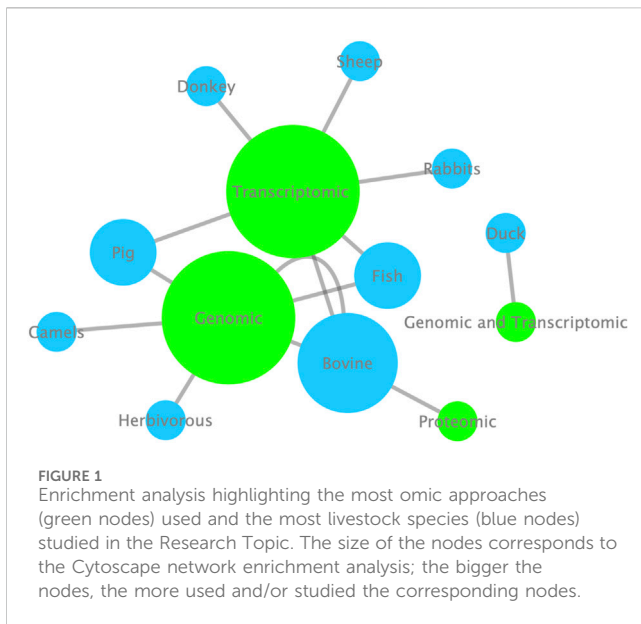 Sheep
Donkey
Rabbits
Transcriptomic
Duck
Pig
Fish
Genomic
Genomic and Transcriptomic
Camels
Bovine
Herbivorous
Proteomic
FIGURE 1
Enrichment analysis highlighting the most omic approaches
(green nodes) used and the most livestock species (blue nodes)
studied in the Research Topic. The size of the nodes corresponds to
the Cytoscape network enrichment analysis; the bigger the
nodes, the more used and/or studied the corresponding nodes.